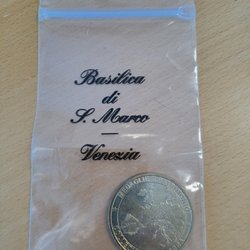 Basilica
di
S. Marco
Venezia